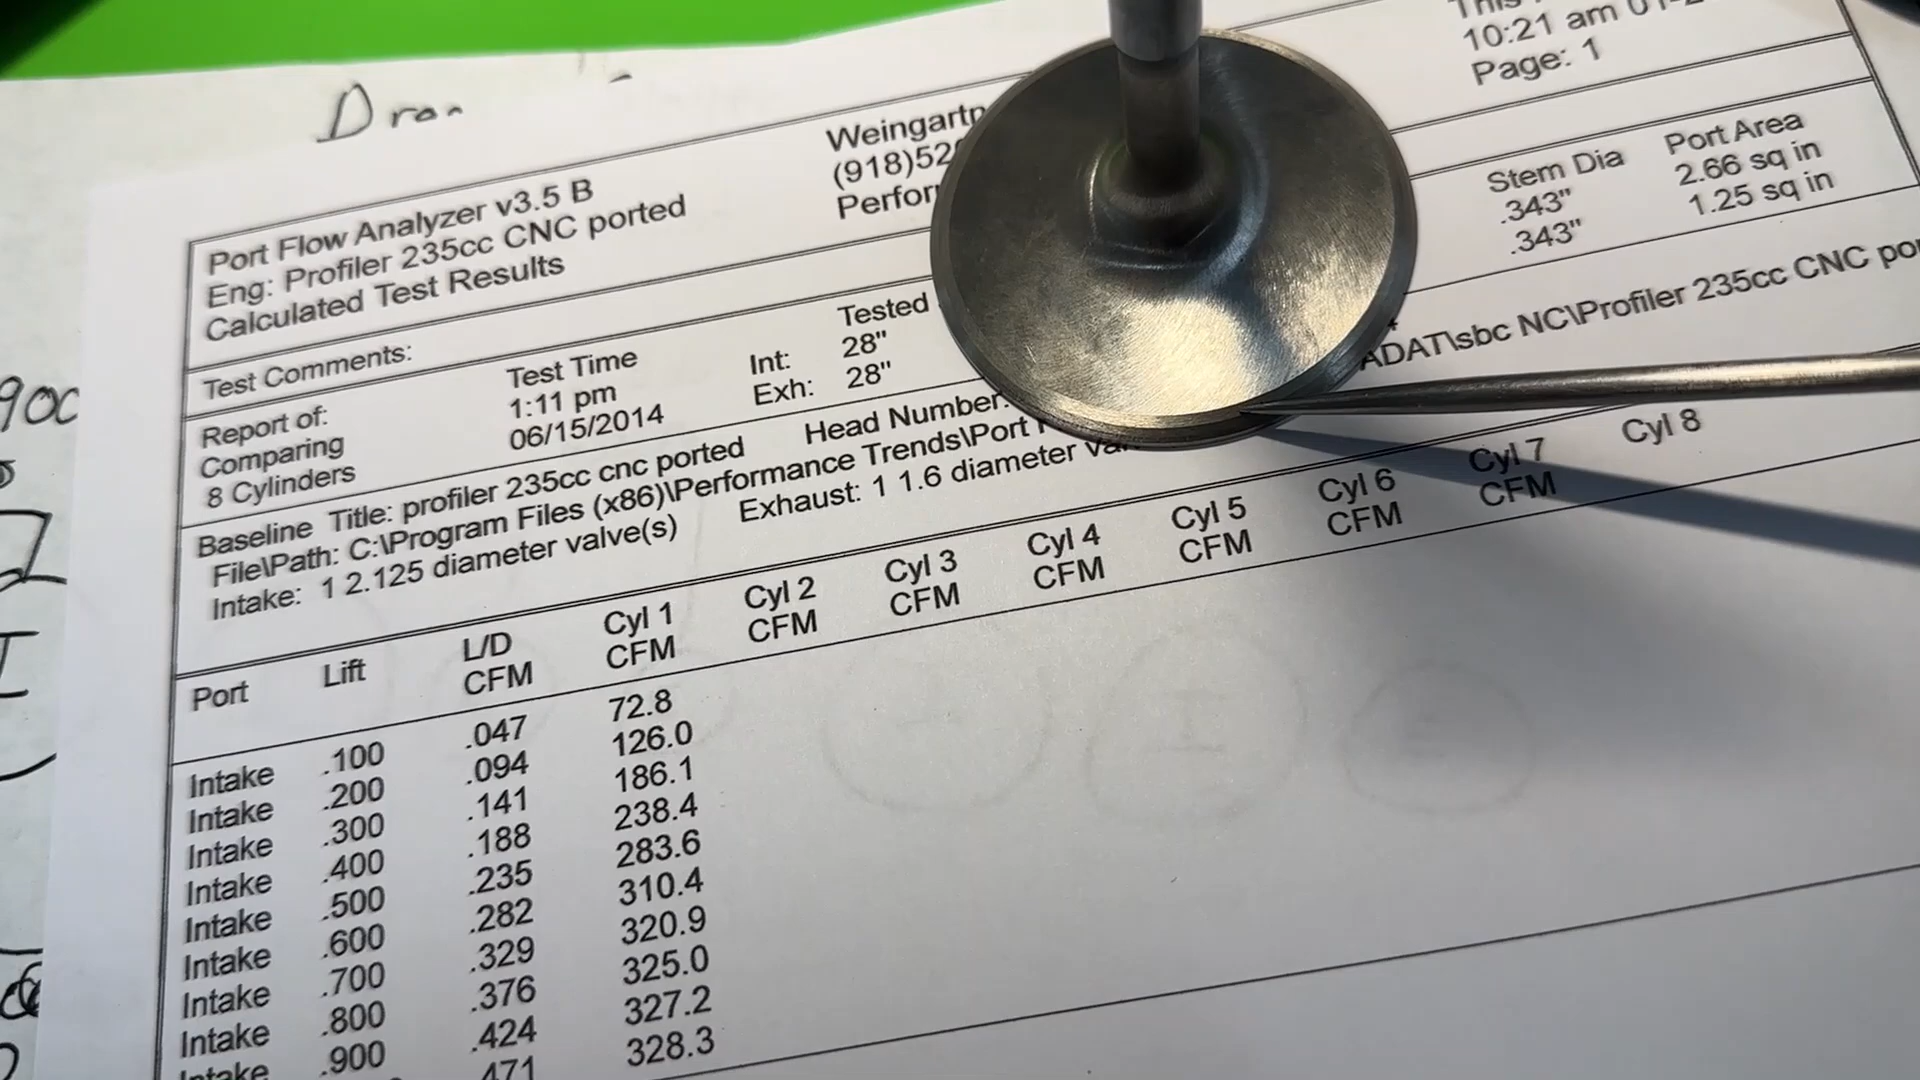 Dran
10:21 am
Page: 1
Port Flow Analyzer v3.5 B
Eng: Profiler 235cc CNC ported
Calculated Test Results
(918)
Test Comments:
Stem Dia Port Area
.343" 2.66 sq in
.343" 1.25 sq in
Report of:
Comparing
8 Cylinders
Test Time
1:11 pm
06/15/2014
Tested
Int: 28"
Exh: 28"
Baseline Title: profiler 235cc cnc ported Head Number:
File\Path: C:\Program Files (x86)\Performance Trends\Port ADAT\sbc NC\Profiler 235cc CNC
Intake: 1 2.125 diameter valve(s) Exhaust: 1 1.6 diameter
Port Lift L/D CFM Cyl 1 CFM Cyl 2 CFM Cyl 3 CFM Cyl 4 CFM Cyl 5 CFM Cyl 6 CFM Cyl 7 CFM Cyl 8
Intake .100 .047 72.8
Intake .200 .094 126.0
Intake .300 .141 186.1
Intake .400 .188 238.4
Intake .500 .235 283.6
Intake .600 .282 310.4
Intake .700 .329 320.9
Intake .800 .376 325.0
Intake .900 .424 327.2
.471 328.3